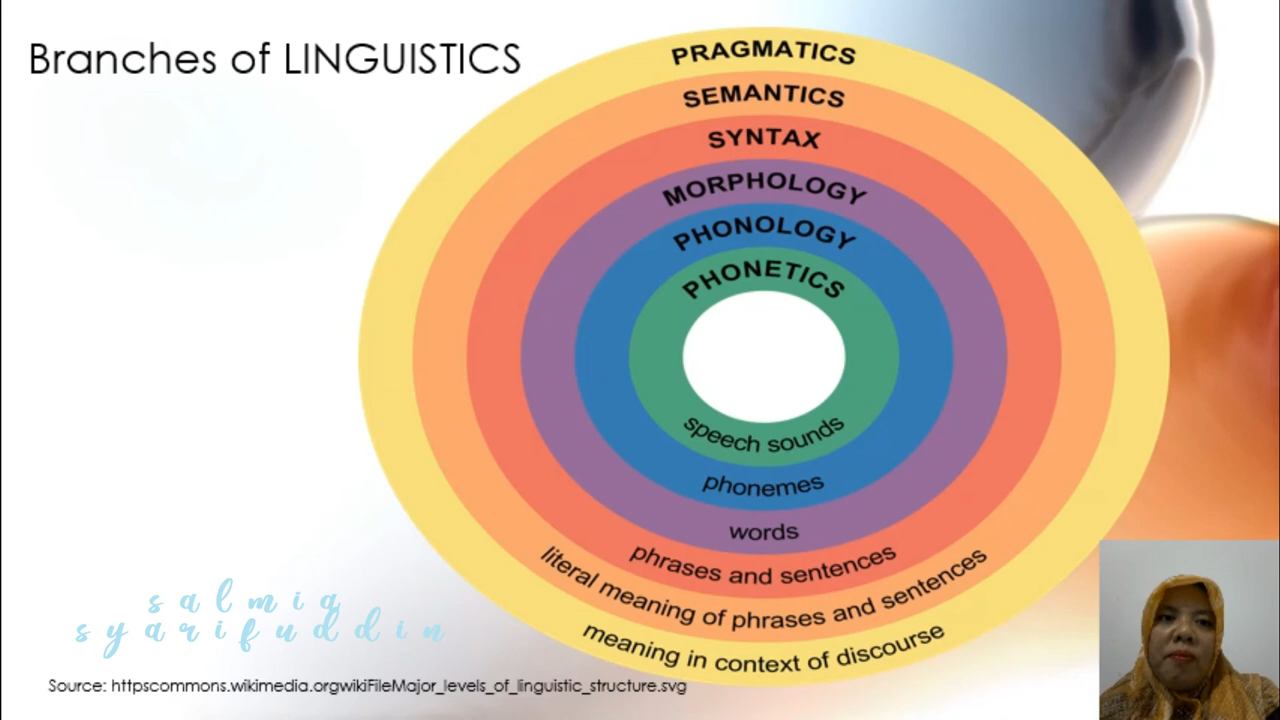 Branches of LINGUISTICS
PRAGMATICS
SEMANTICS
SYNTAX
MORPHOLOGY
PHONOLOGY
PHONETICS
speech sounds
phonemes
words
phrases and sentences
literal meaning of phrases and sentences
meaning in context of discourse
salmia
syarifuddin
Source: httpscommons.wikimedia.orgwikiFileMajor_levels_of_linguistic_structure.svg